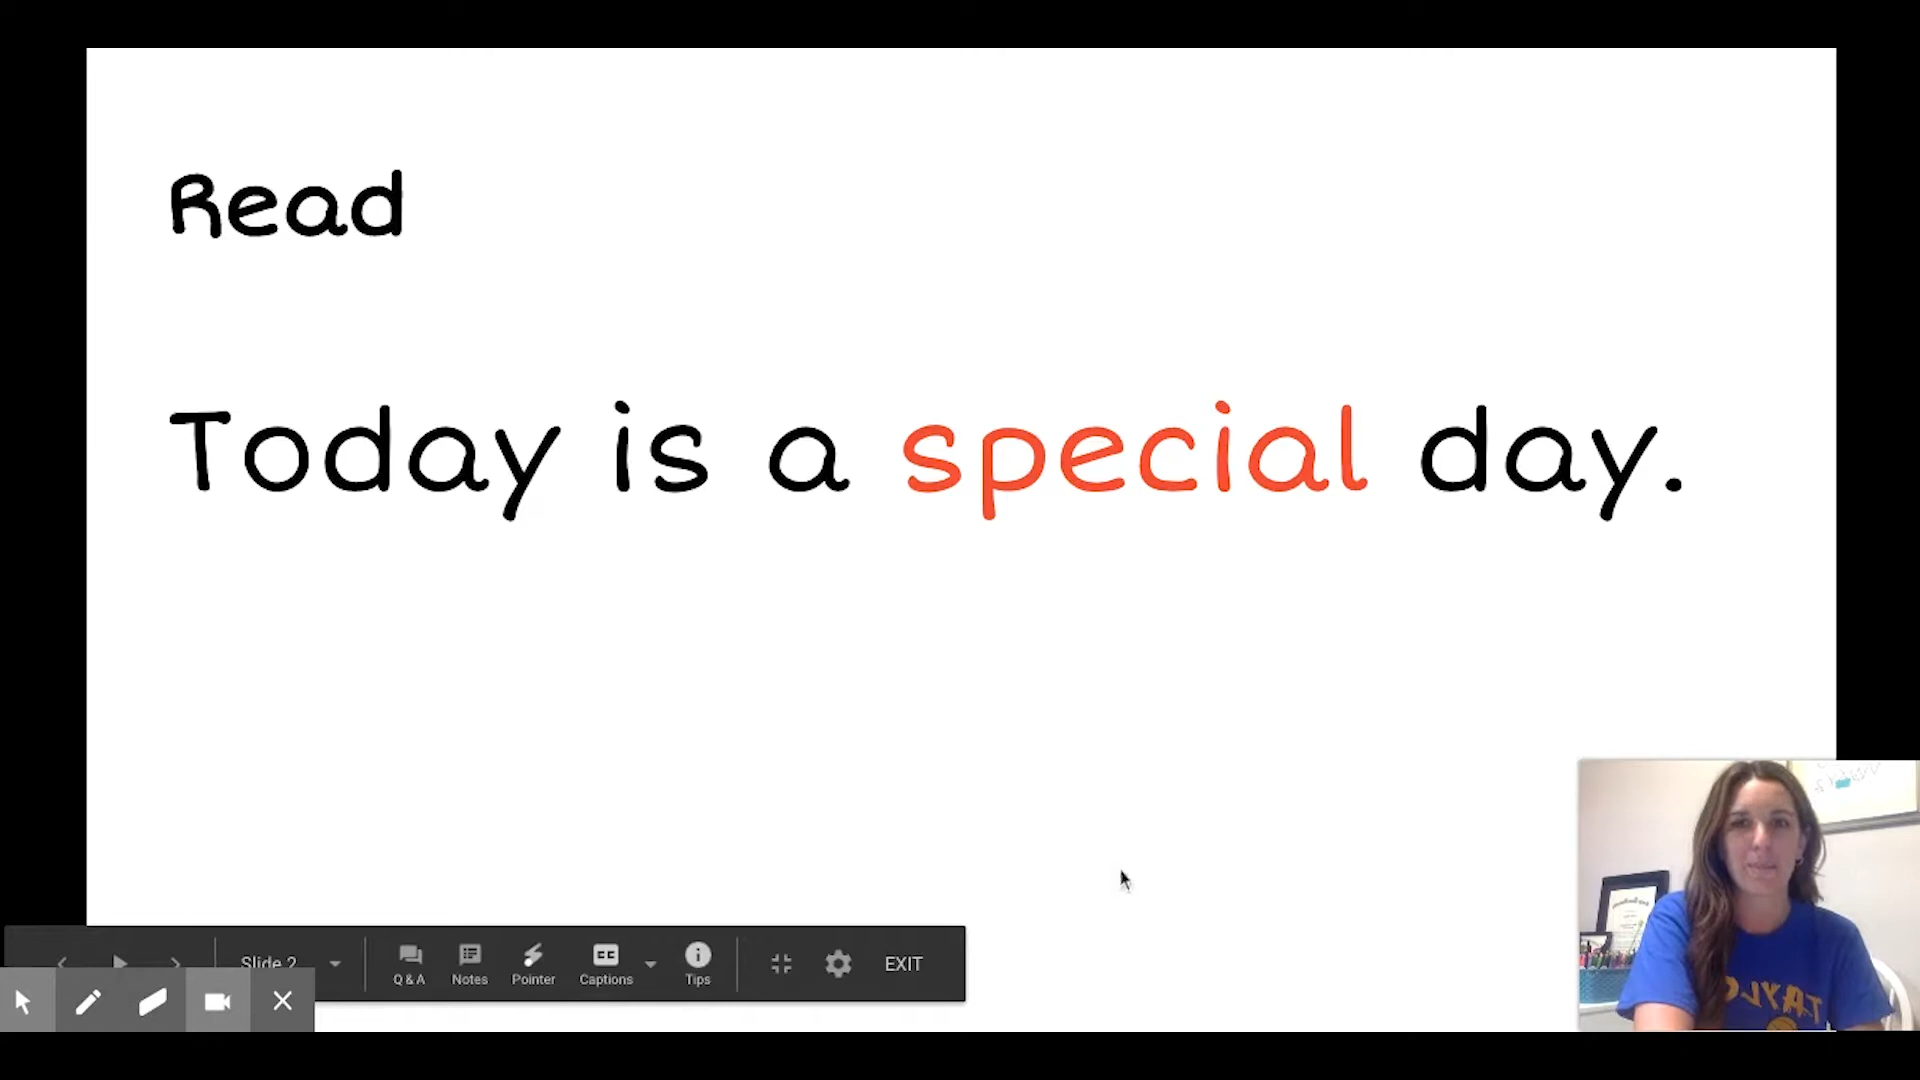 Read
Today is a special day.
Slide 2
Q & A
Notes
Pointer
Captions
Tips
EXIT